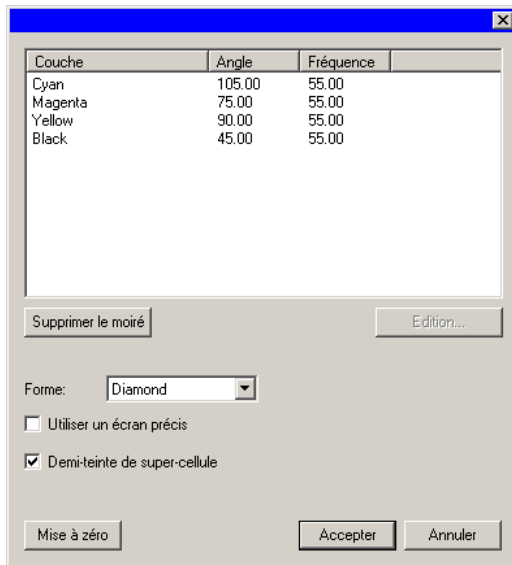 Couche Angle Fréquence
Cyan 105.00 55.00
Magenta 75.00 55.00
Yellow 90.00 55.00
Black 45.00 55.00
Supprimer le moiré Edition...
Forme: Diamond
Utiliser un écran précis
Demi-teinte de super-cellule
Mise à zéro Accepter Annuler